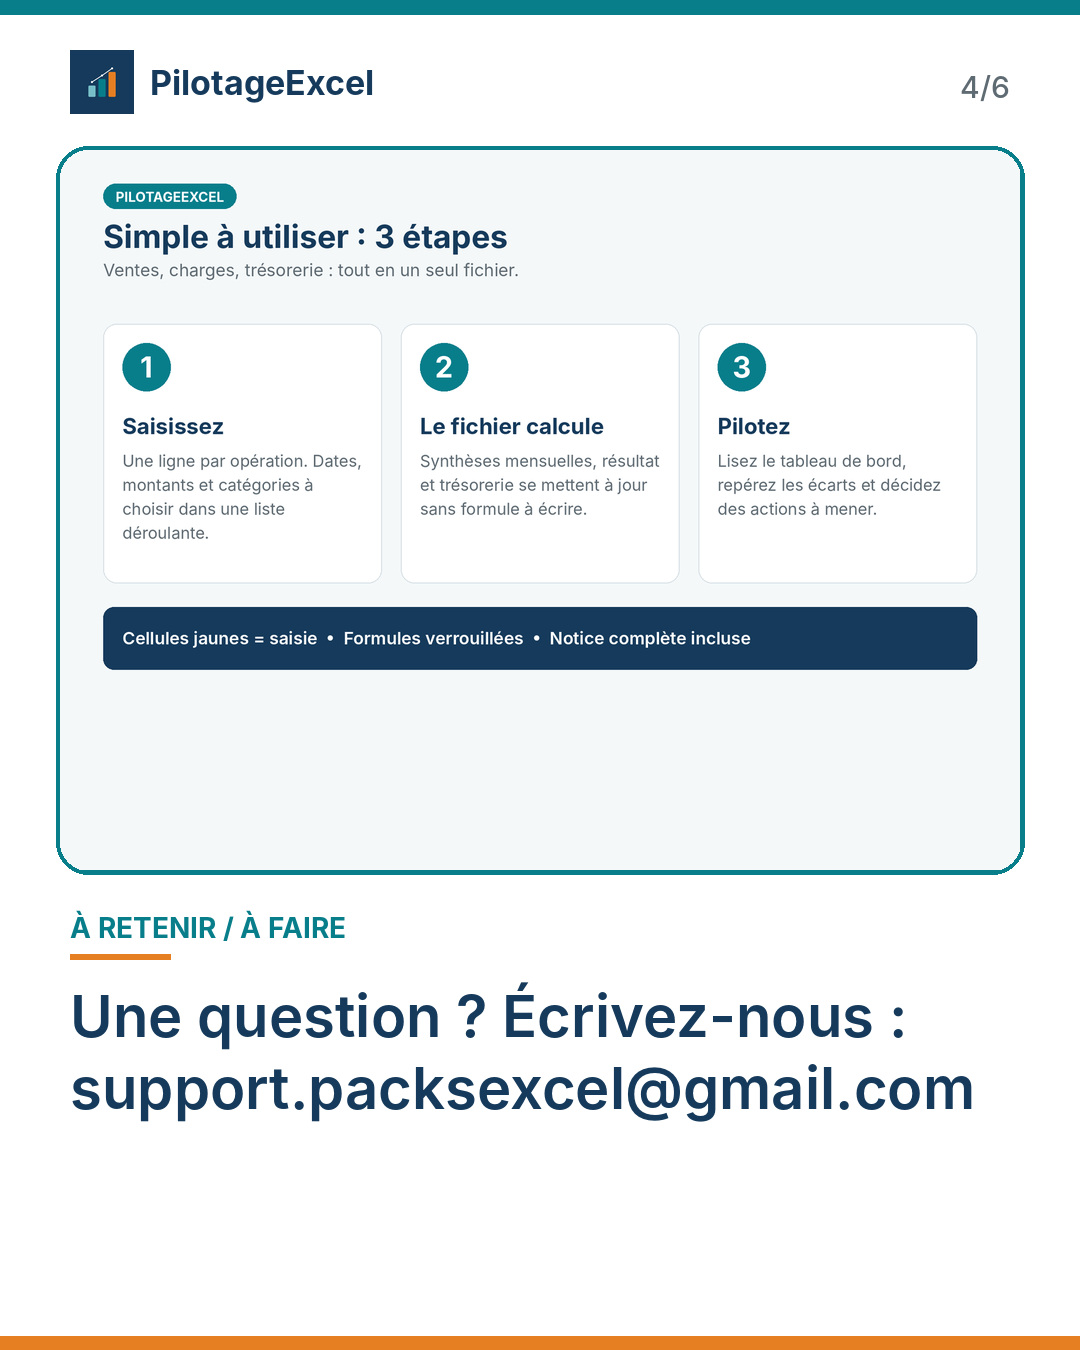 PilotageExcel
4/6
PILOTAGEEXCEL
Simple à utiliser : 3 étapes
Ventes, charges, trésorerie : tout en un seul fichier.
1
Saisissez
Une ligne par opération. Dates,
montants et catégories à
choisir dans une liste
déroulante.
2
Le fichier calcule
Synthèses mensuelles, résultat
et trésorerie se mettent à jour
sans formule à écrire.
3
Pilotez
Lisez le tableau de bord,
repérez les écarts et décidez
des actions à mener.
Cellules jaunes = saisie • Formules verrouillées • Notice complète incluse
À RETENIR / À FAIRE
Une question ? Écrivez-nous :
support.packsexcel@gmail.com